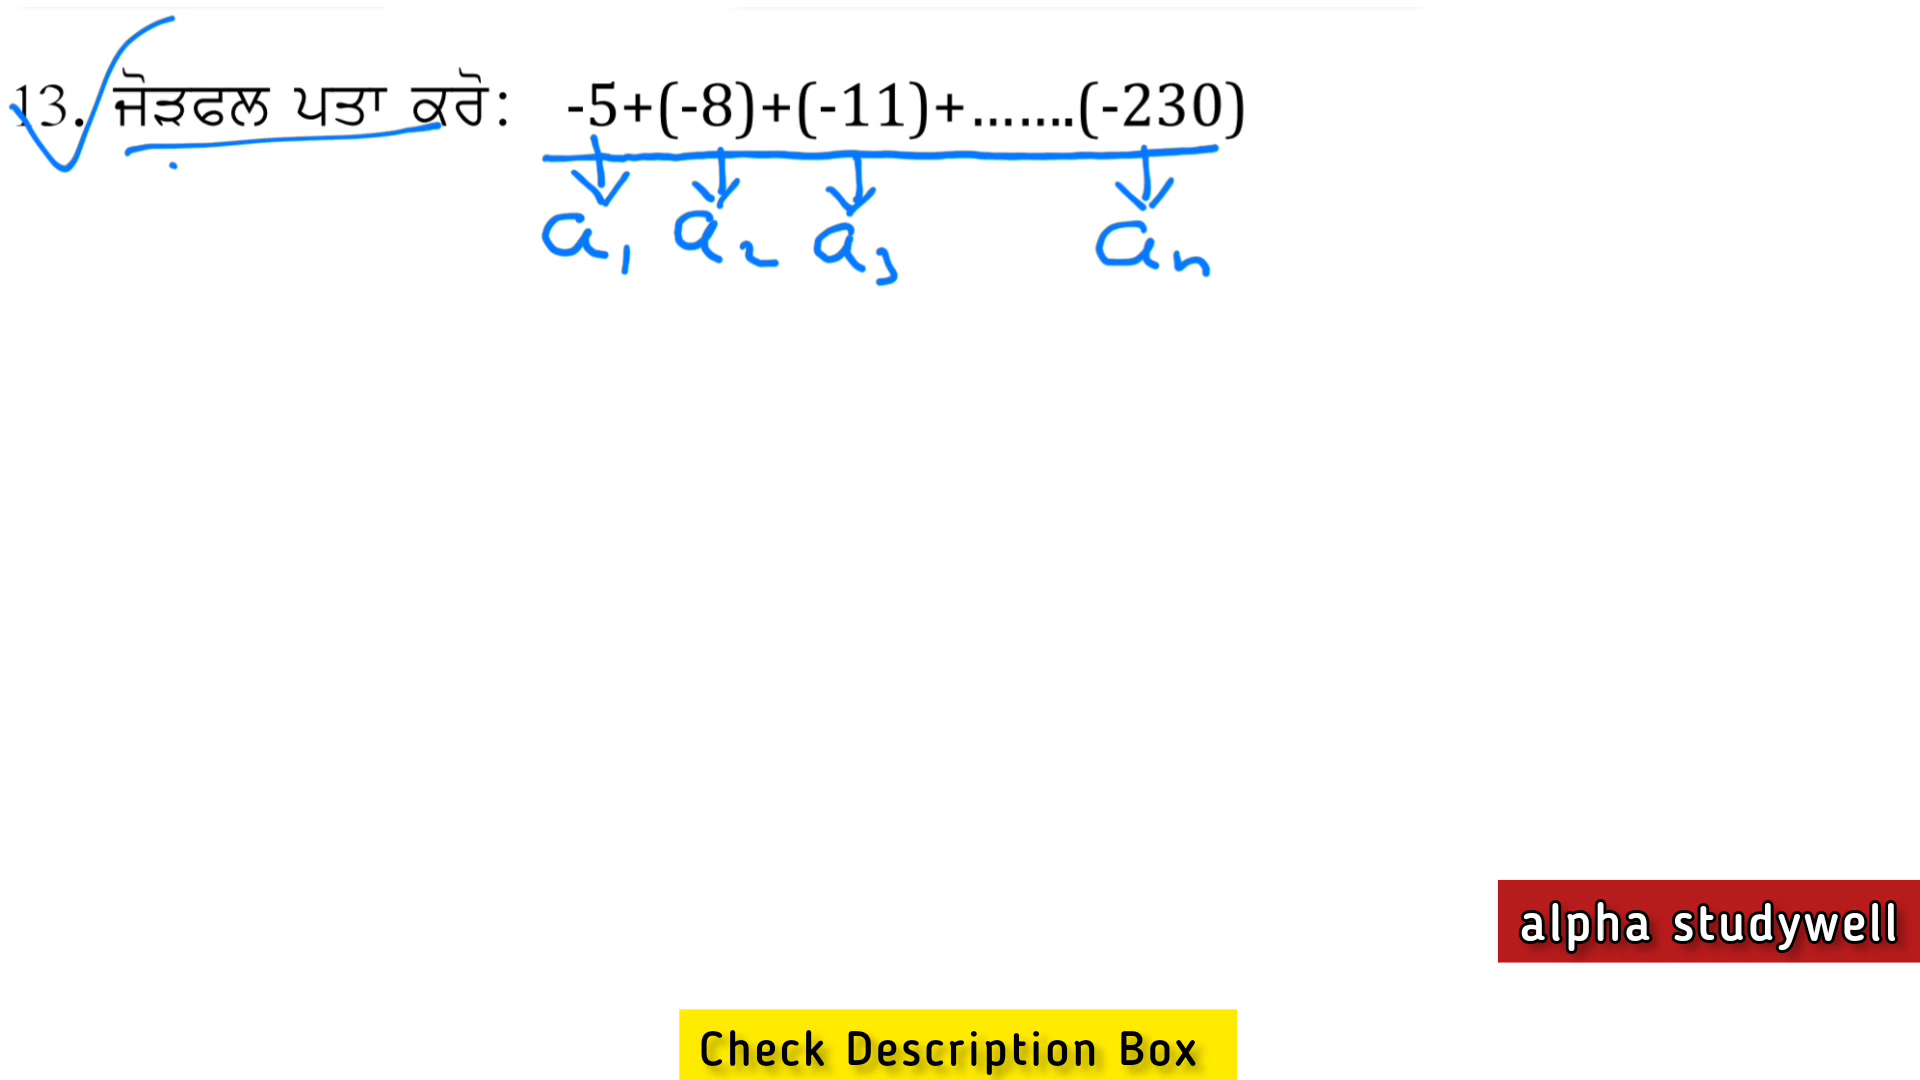 13. ਜੋੜਫਲ ਪਤਾ ਕਰੋ: -5+(-8)+(-11)+.......(-230)
a₁ a₂ a₃ aₙ
alpha studywell
Check Description Box